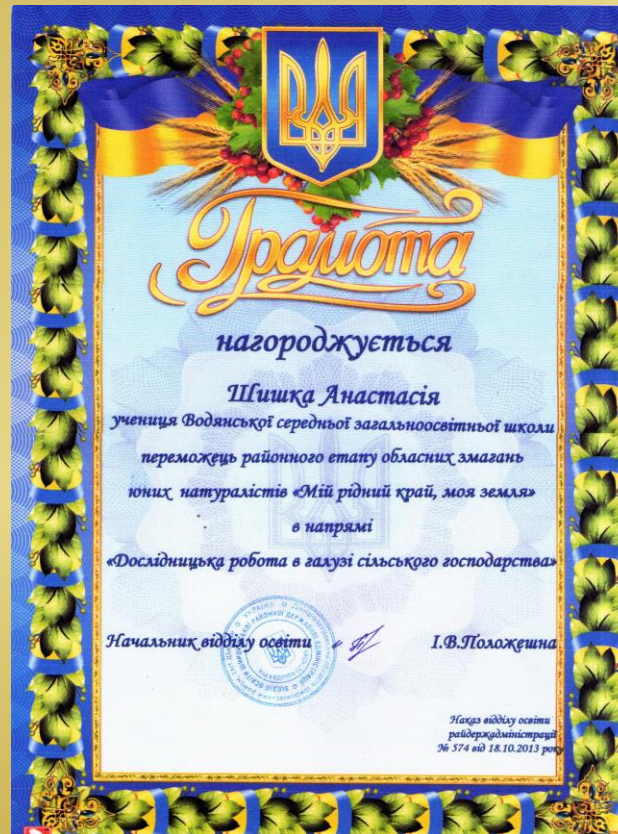 Грамота
нагороджується
Шишка Анастасія
учениця Водянської середньої загальноосвітньої школи
переможець районного етапу обласних змагань
юних натуралістів «Мій рідний край, моя земля»
в напрямі
«Дослідницька робота в галузі сільського господарства»
Начальник відділу освіти І.В.Положешна
Наказ відділу освіти
райдержадміністрації
№ 574 від 18.10.2013 року